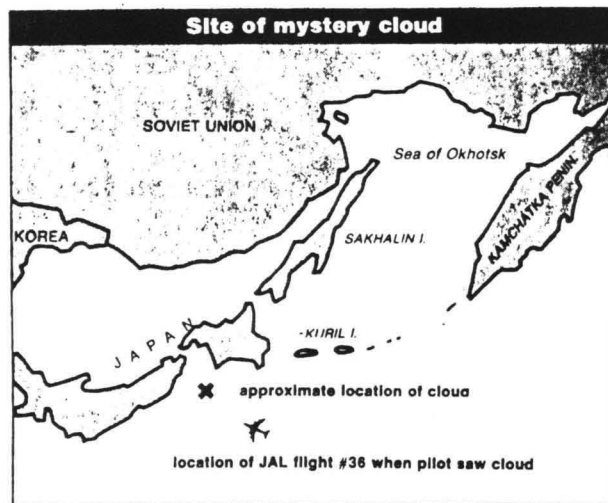 Site of mystery cloud
SOVIET UNION
Sea of Okhotsk
KAMCHATKA PENIN.
KOREA
SAKHALIN I.
JAPAN
-KURIL I.
approximate location of cloud
location of JAL flight #36 when pilot saw cloud